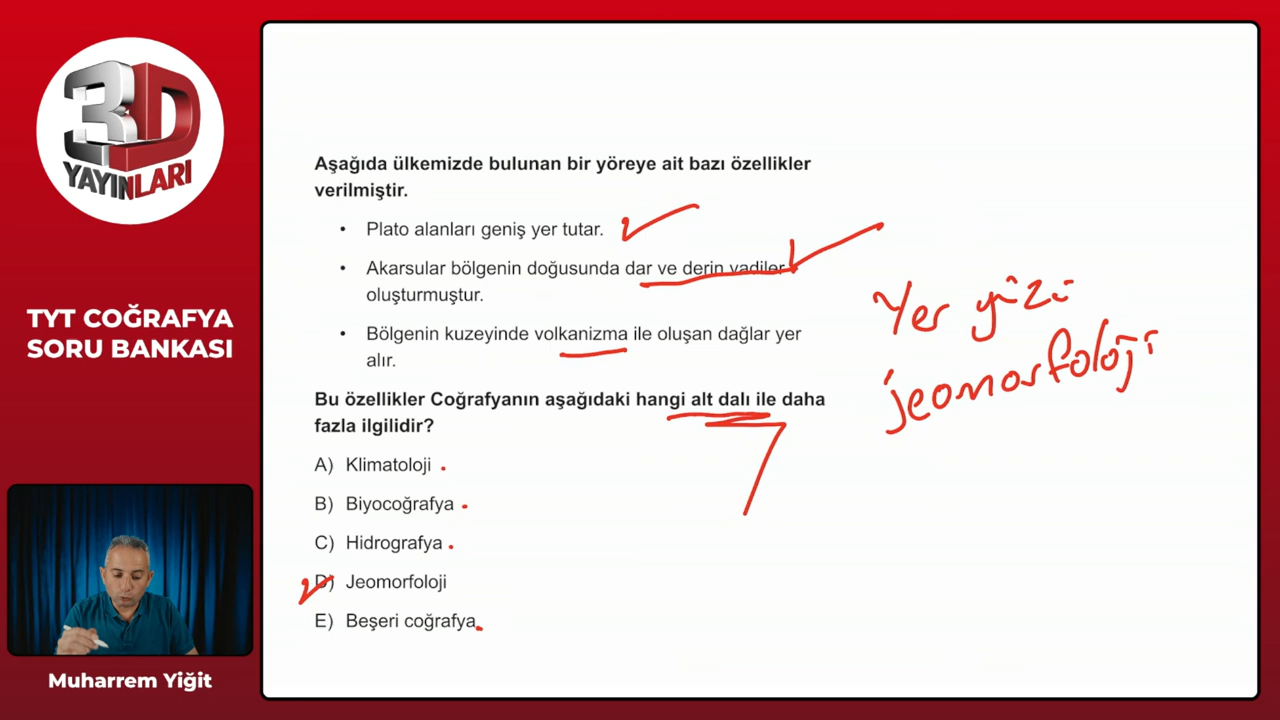 3D
YAYINLARI
TYT COĞRAFYA
SORU BANKASI
Muharrem Yiğit
Aşağıda ülkemizde bulunan bir yöreye ait bazı özellikler
verilmiştir.
• Plato alanları geniş yer tutar.
• Akarsular bölgenin doğusunda dar ve derin vadiler
oluşturmuştur.
• Bölgenin kuzeyinde volkanizma ile oluşan dağlar yer
alır.
Bu özellikler Coğrafyanın aşağıdaki hangi alt dalı ile daha
fazla ilgilidir?
A) Klimatoloji
B) Biyocoğrafya
C) Hidrografya
D) Jeomorfoloji
E) Beşeri coğrafya
Yer yüzü
jeomorfoloji